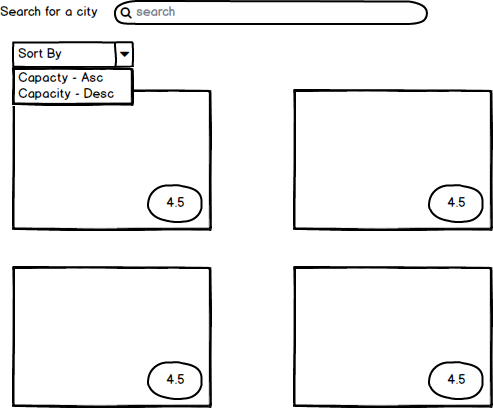 Search for a city
search
Sort By
Capacty - Asc
Capacity - Desc
4.5
4.5
4.5
4.5